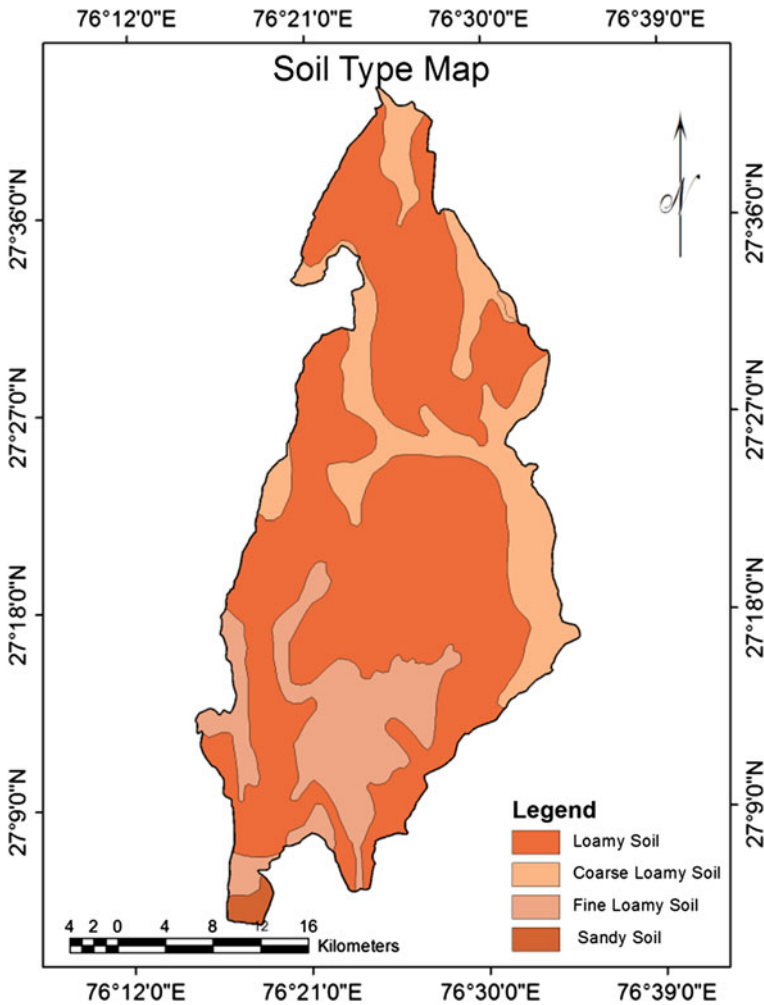 76°12'0"E 76°21'0"E 76°30'0"E 76°39'0"E
Soil Type Map
N
27°36'0"N 27°36'0"N
27°27'0"N 27°27'0"N
27°18'0"N 27°18'0"N
27°9'0"N 27°9'0"N
Legend
Loamy Soil
Coarse Loamy Soil
Fine Loamy Soil
Sandy Soil
4 2 0 4 8 12 16
Kilometers
76°12'0"E 76°21'0"E 76°30'0"E 76°39'0"E